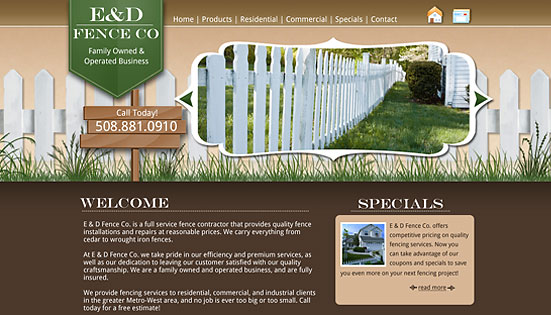 E&D
FENCE CO
Family Owned &
Operated Business
Home | Products | Residential | Commercial | Specials | Contact
Call Today!
508.881.0910
WELCOME
E & D Fence Co. is a full service fence contractor that provides quality fence
installations and repairs at reasonable prices. We carry everything from
cedar to wrought iron fences.
At E & D Fence Co. we take pride in our efficiency and premium services, as
well as our dedication to leaving our customer satisfied with our quality
craftsmanship. We are a family owned and operated business, and are fully
insured.
We provide fencing services to residential, commercial, and industrial clients
in the greater Metro-West area, and no job is ever too big or too small. Call
today for a free estimate!
SPECIALS
E & D Fence Co. offers
competitive pricing on quality
fencing services. Now you
can take advantage of our
coupons and specials to save
you even more on your next fencing project!
read more